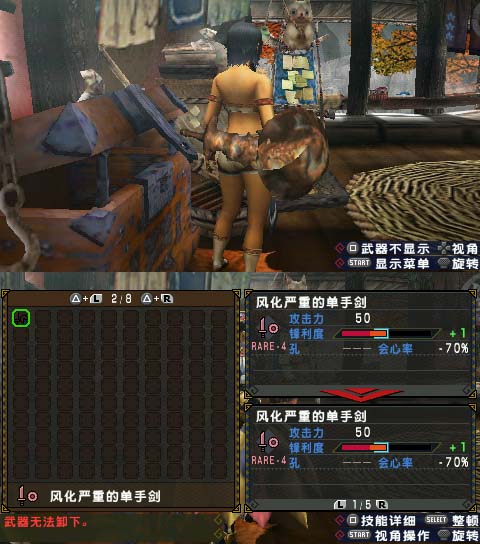 □武器不显示 视角
START 显示菜单 旋转
△+L 2/8 △+R
风化严重的单手剑
攻击力 50
锋利度 +1
RARE-4 孔 --- 会心率 -70%
风化严重的单手剑
攻击力 50
锋利度 +1
RARE-4 孔 --- 会心率 -70%
风化严重的单手剑
L 1/5 R
武器无法卸下。
□技能详细 SELECT 整顿
START 视角操作 旋转